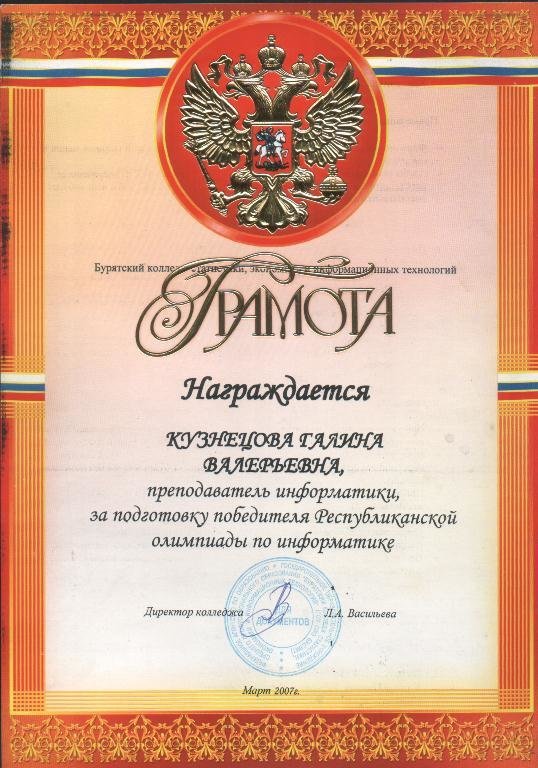 Бурятский колледж статистики, экономики и информационных технологий
ГРАМОТА
Награждается
КУЗНЕЦОВА ГАЛИНА
ВАЛЕРЬЕВНА,
преподаватель информатики,
за подготовку победителя Республиканской
олимпиады по информатике
Директор колледжа
Л.А. Васильева
ДОКУМЕНТОВ
Март 2007г.